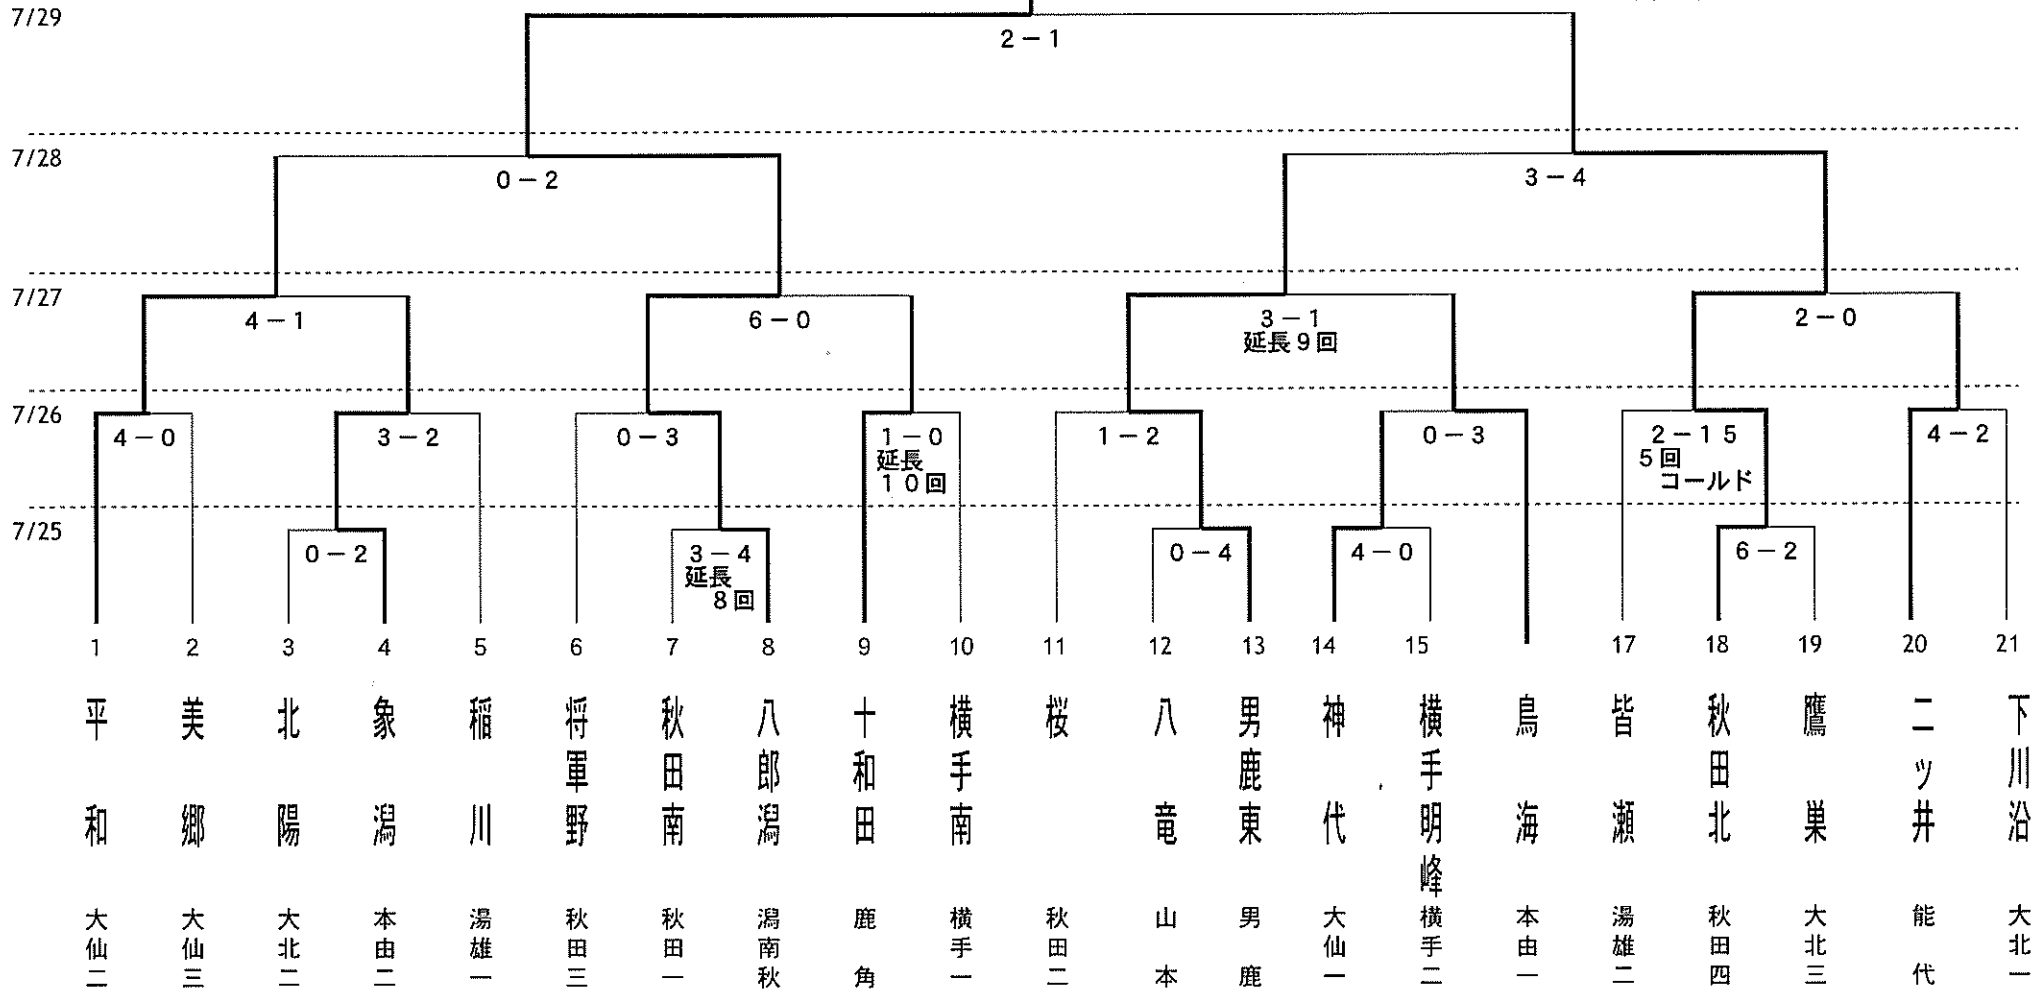 7/29
2－1
7/28
0－2
3－4
7/27
4－1
6－0
3－1
延長９回
2－0
7/26
4－0
3－2
0－3
1－0
延長
１０回
1－2
0－3
2－15
５回
コールド
4－2
7/25
0－2
3－4
延長
８回
0－4
4－0
6－2
1 2 3 4 5 6 7 8 9 10 11 12 13 14 15 17 18 19 20 21
平和
美郷
北陽
象潟
稲川
将軍野
秋田南
八郎潟
十和田
横手南
桜
八竜
男鹿東
神代
横手明峰
鳥海
皆瀬
秋田北
鷹巣
二ッ井
下川沿
大仙二
大仙三
大北二
本由二
湯雄一
秋田三
秋田一
潟南秋
鹿角
横手一
秋田二
山本
男鹿
大仙一
横手二
本由一
湯雄二
秋田四
大北三
能代
大北一